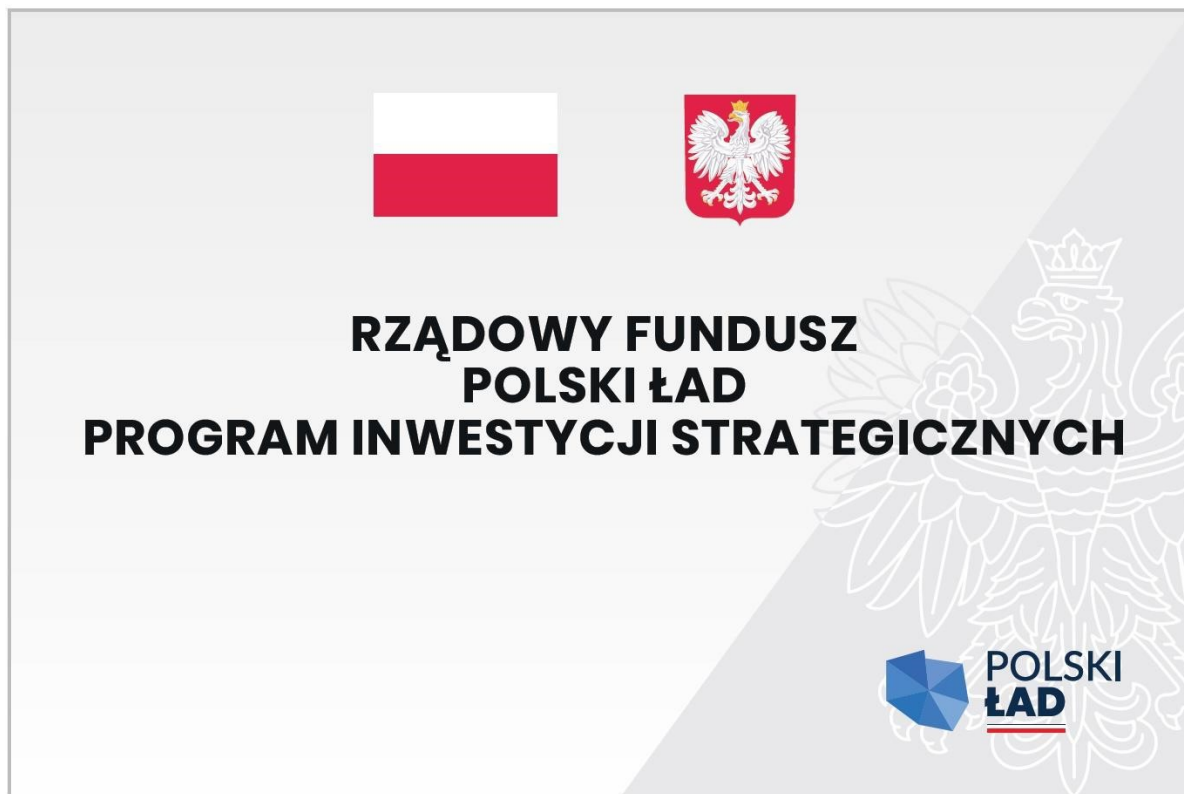 RZĄDOWY FUNDUSZ
POLSKI ŁAD
PROGRAM INWESTYCJI STRATEGICZNYCH
POLSKI
ŁAD